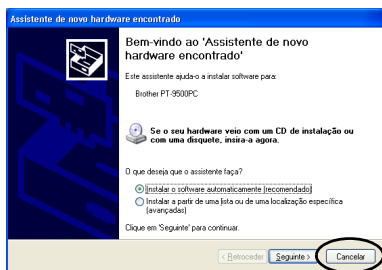 Assistente de novo hardware encontrado
Bem-vindo ao 'Assistente de novo
hardware encontrado'
Este assistente ajuda-o a instalar software para:
Brother PT-9500PC
Se o seu hardware veio com um CD de instalação ou
com uma disquete, insira-a agora.
O que deseja que o assistente faça?
Instalar o software automaticamente (recomendado)
Instalar a partir de uma lista ou de uma localização específica
(avançadas)
Clique em 'Seguinte' para continuar.
< Retroceder Seguinte > Cancelar